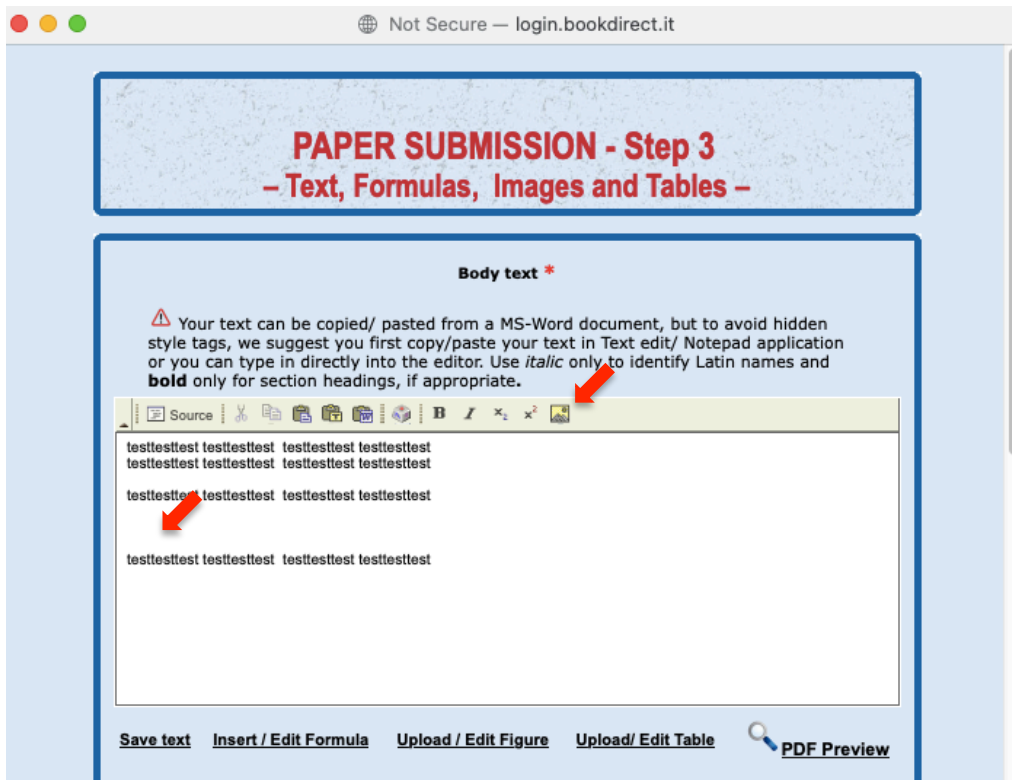 Not Secure — login.bookdirect.it
PAPER SUBMISSION - Step 3
– Text, Formulas, Images and Tables –
Body text *
Your text can be copied/ pasted from a MS-Word document, but to avoid hidden
style tags, we suggest you first copy/paste your text in Text edit/ Notepad application
or you can type in directly into the editor. Use italic only to identify Latin names and
bold only for section headings, if appropriate.
Source B I x₂ x²
testtesttest testtesttest testtesttest testtesttest
testtesttest testtesttest testtesttest testtesttest
testtesttest testtesttest testtesttest testtesttest
testtesttest testtesttest testtesttest testtesttest
Save text Insert / Edit Formula Upload / Edit Figure Upload/ Edit Table PDF Preview